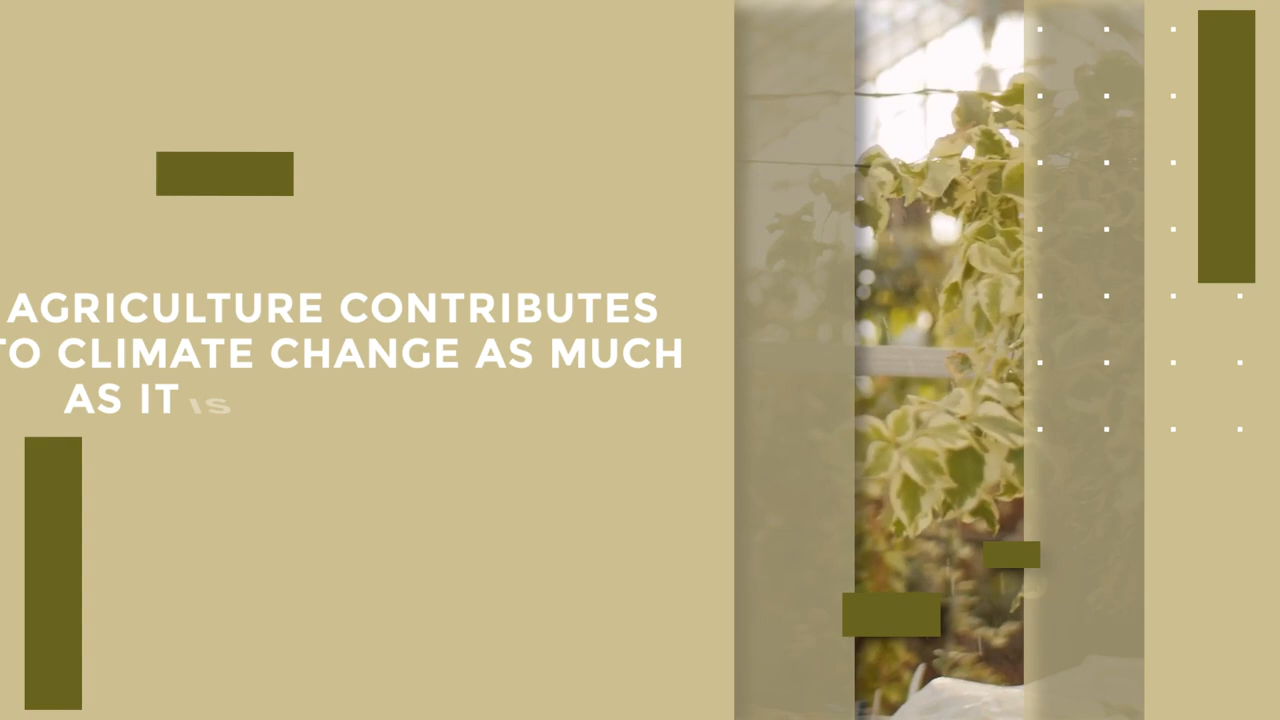 AGRICULTURE CONTRIBUTES
TO CLIMATE CHANGE AS MUCH
AS IT IS